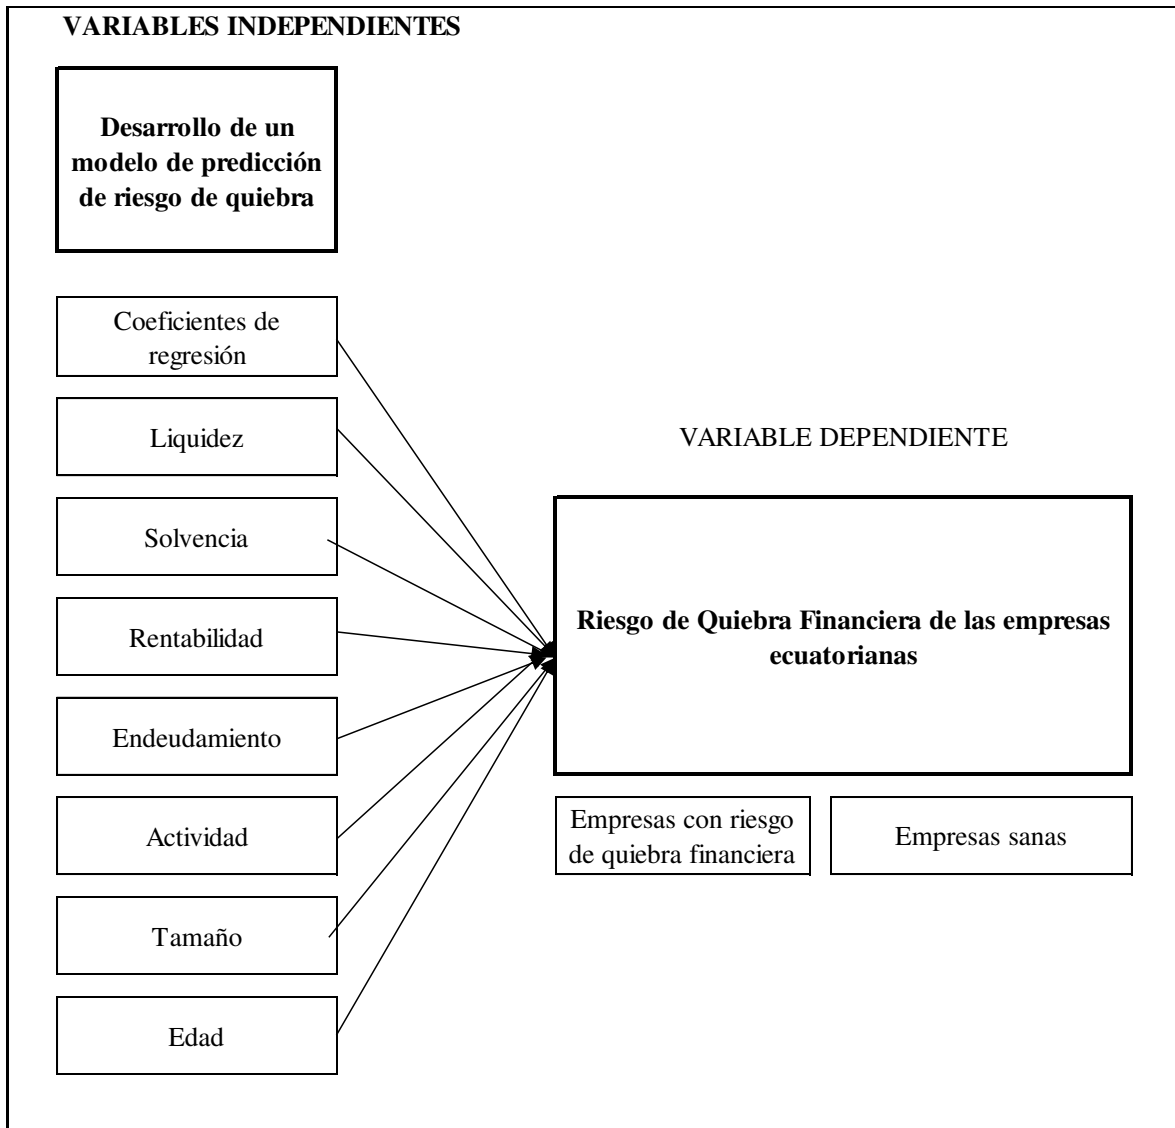 VARIABLES INDEPENDIENTES
Desarrollo de un
modelo de predicción
de riesgo de quiebra
Coeficientes de
regresión
Liquidez
Solvencia
Rentabilidad
Endeudamiento
Actividad
Tamaño
Edad
VARIABLE DEPENDIENTE
Riesgo de Quiebra Financiera de las empresas
ecuatorianas
Empresas con riesgo
de quiebra financiera
Empresas sanas